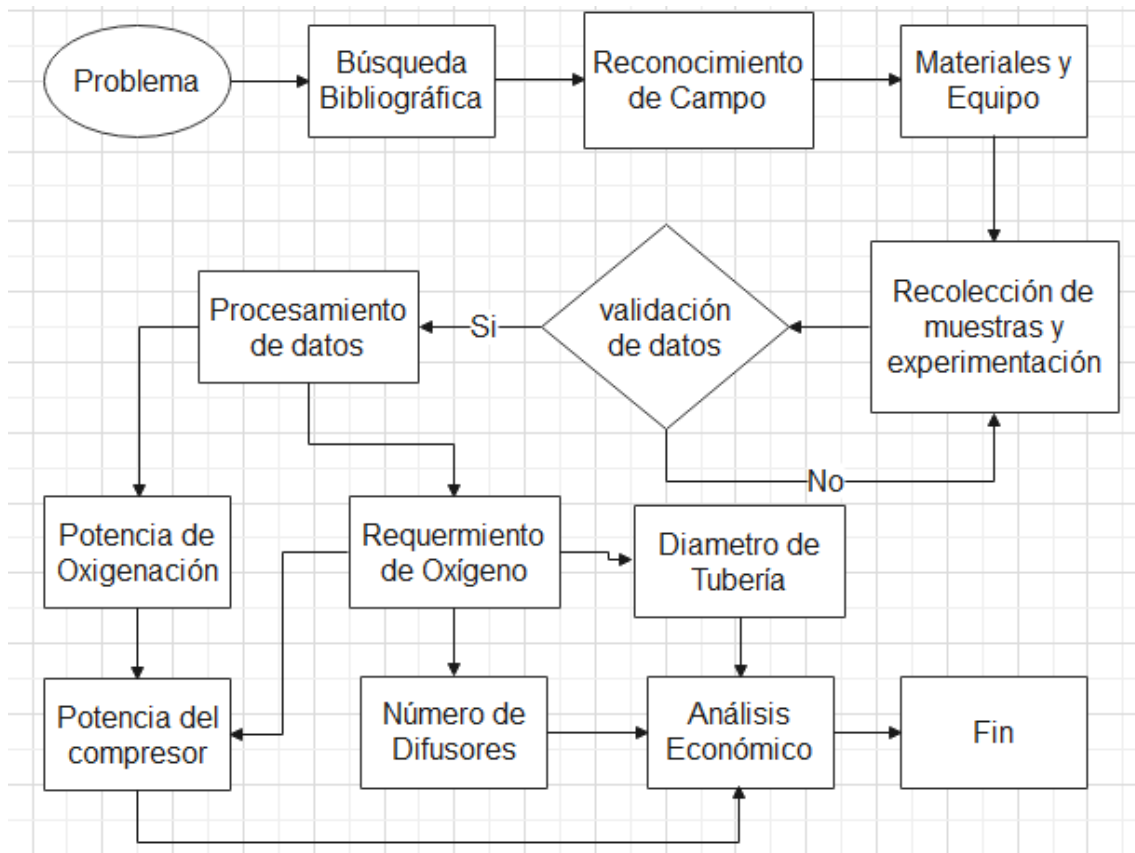 Problema
Búsqueda
Bibliográfica
Reconocimiento
de Campo
Materiales y
Equipo
Recolección de
muestras y
experimentación
validación
de datos
Si
No
Procesamiento
de datos
Potencia de
Oxigenación
Requermiento
de Oxígeno
Diametro de
Tubería
Potencia del
compresor
Número de
Difusores
Análisis
Económico
Fin